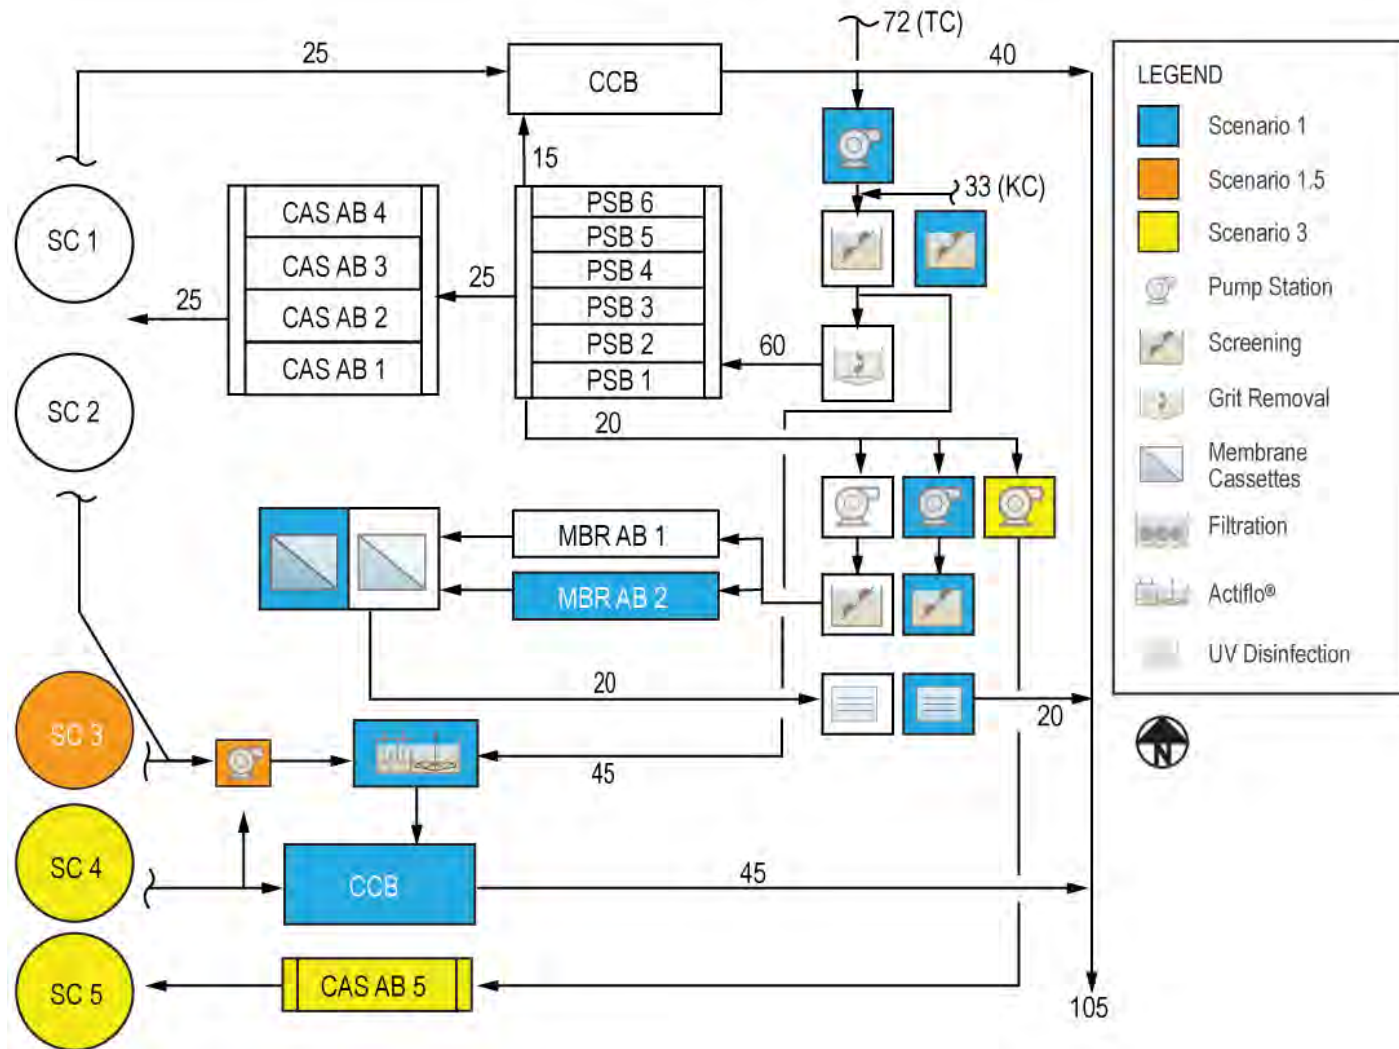 72 (TC)
25
CCB
40
15
33 (KC)
SC 1
CAS AB 4
CAS AB 3
CAS AB 2
CAS AB 1
25
25
PSB 6
PSB 5
PSB 4
PSB 3
PSB 2
PSB 1
60
SC 2
20
MBR AB 1
MBR AB 2
20
20
SC 3
45
SC 4
CCB
45
SC 5
CAS AB 5
105
LEGEND
Scenario 1
Scenario 1.5
Scenario 3
Pump Station
Screening
Grit Removal
Membrane
Cassettes
Filtration
Actiflo®
UV Disinfection
N